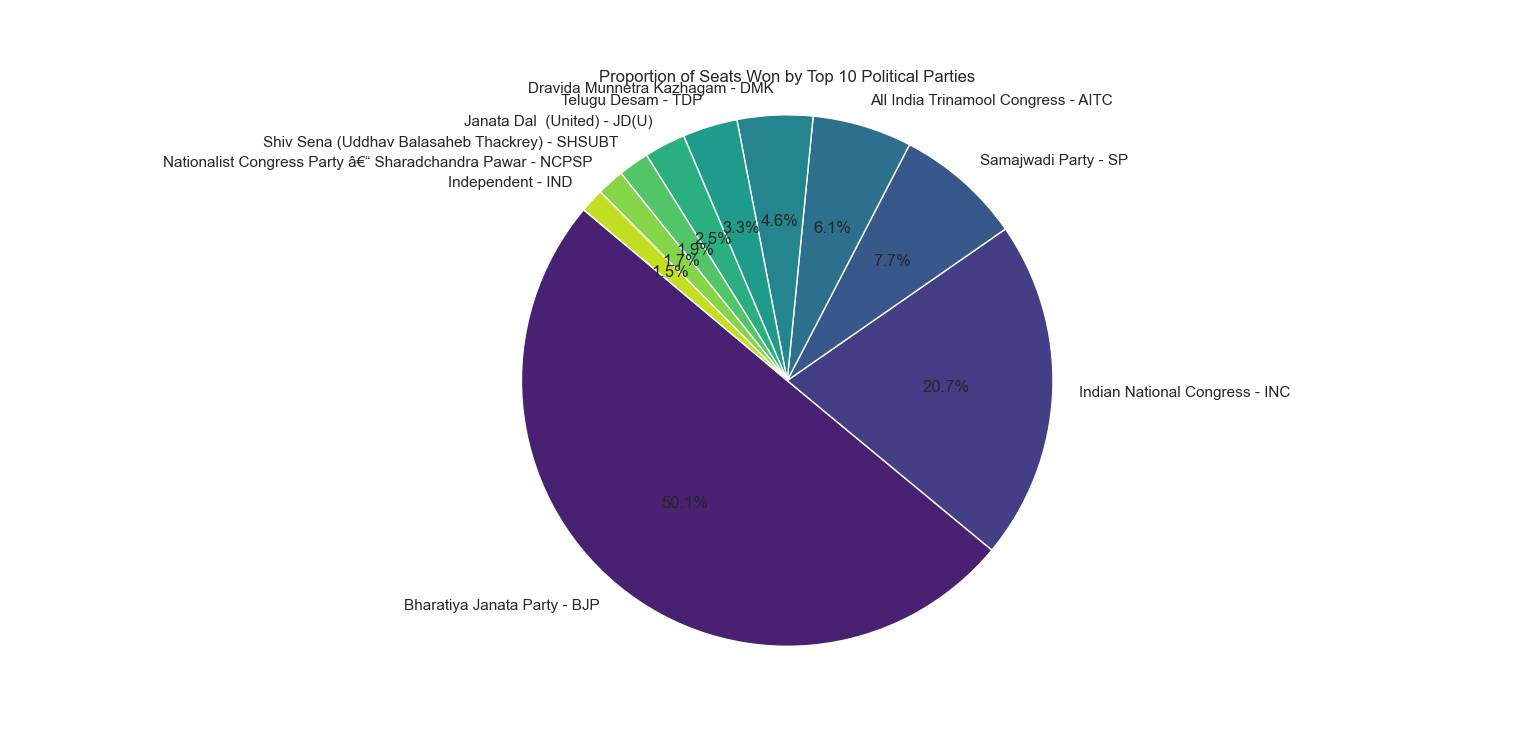 Proportion of Seats Won by Top 10 Political Parties
Dravida Munnetra Kazhagam - DMK
Telugu Desam - TDP
All India Trinamool Congress - AITC
Janata Dal  (United) - JD(U)
Shiv Sena (Uddhav Balasaheb Thackrey) - SHSUBT
Samajwadi Party - SP
Nationalist Congress Party â€“ Sharadchandra Pawar - NCPSP
Independent - IND
4.6%
3.3%
6.1%
2.5%
1.9%
1.7%
7.7%
1.5%
20.7%
Indian National Congress - INC
50.1%
Bharatiya Janata Party - BJP